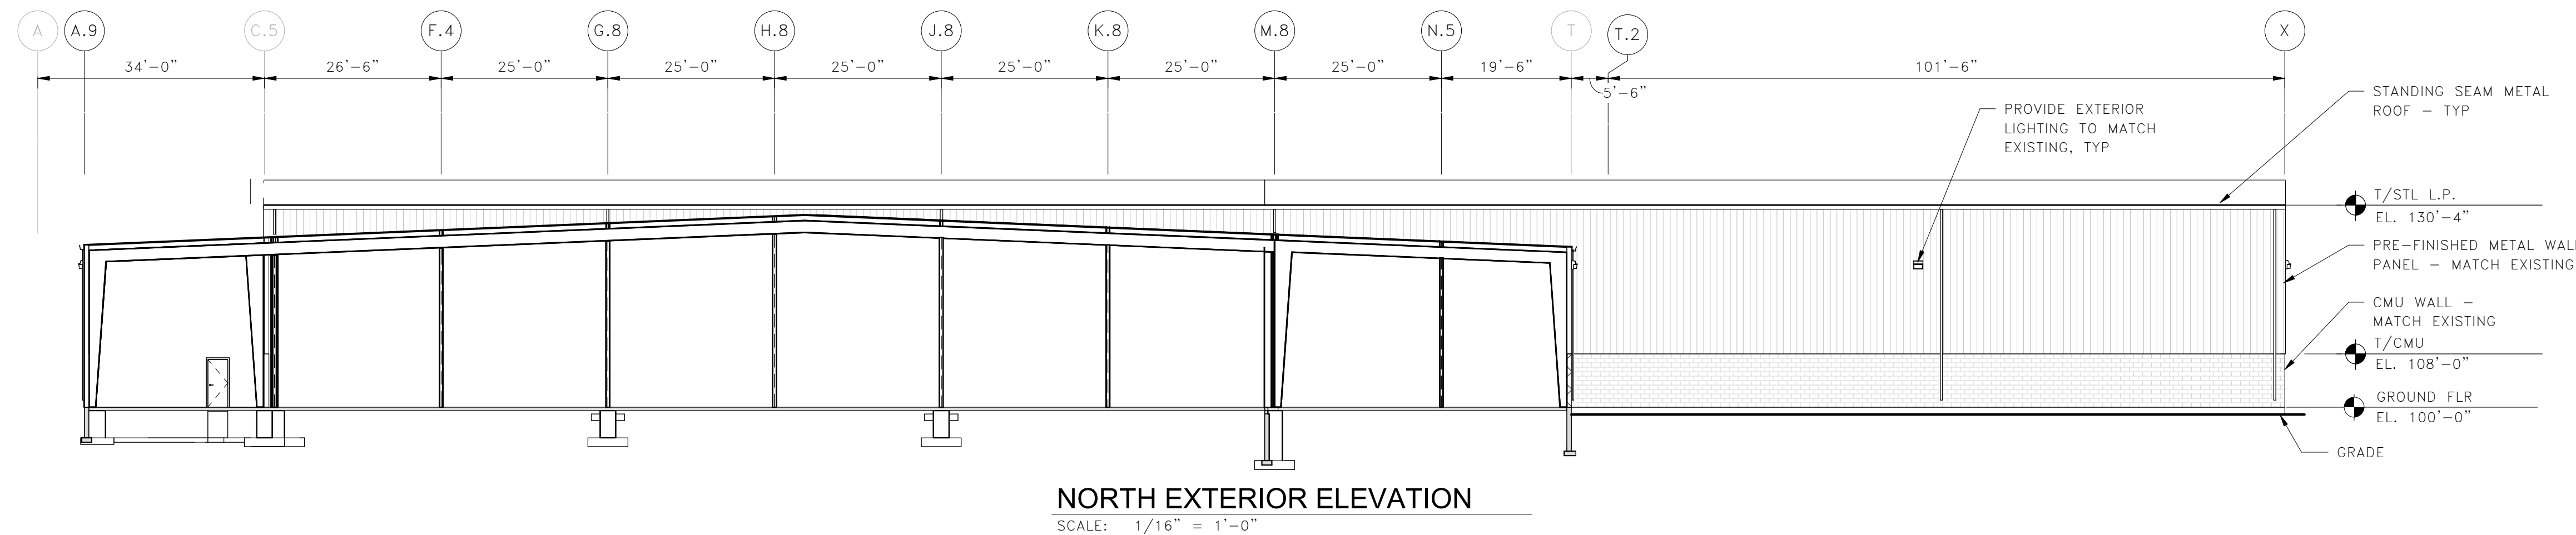 A
A.9
C.5
F.4
G.8
H.8
J.8
K.8
M.8
N.5
T
T.2
X
34'-0"
26'-6"
25'-0"
25'-0"
25'-0"
25'-0"
25'-0"
25'-0"
19'-6"
5'-6"
101'-6"
PROVIDE EXTERIOR
LIGHTING TO MATCH
EXISTING, TYP
STANDING SEAM METAL
ROOF - TYP
T/STL L.P.
EL. 130'-4"
PRE-FINISHED METAL WALL
PANEL - MATCH EXISTING
CMU WALL -
MATCH EXISTING
T/CMU
EL. 108'-0"
GROUND FLR
EL. 100'-0"
GRADE
NORTH EXTERIOR ELEVATION
SCALE: 1/16" = 1'-0"